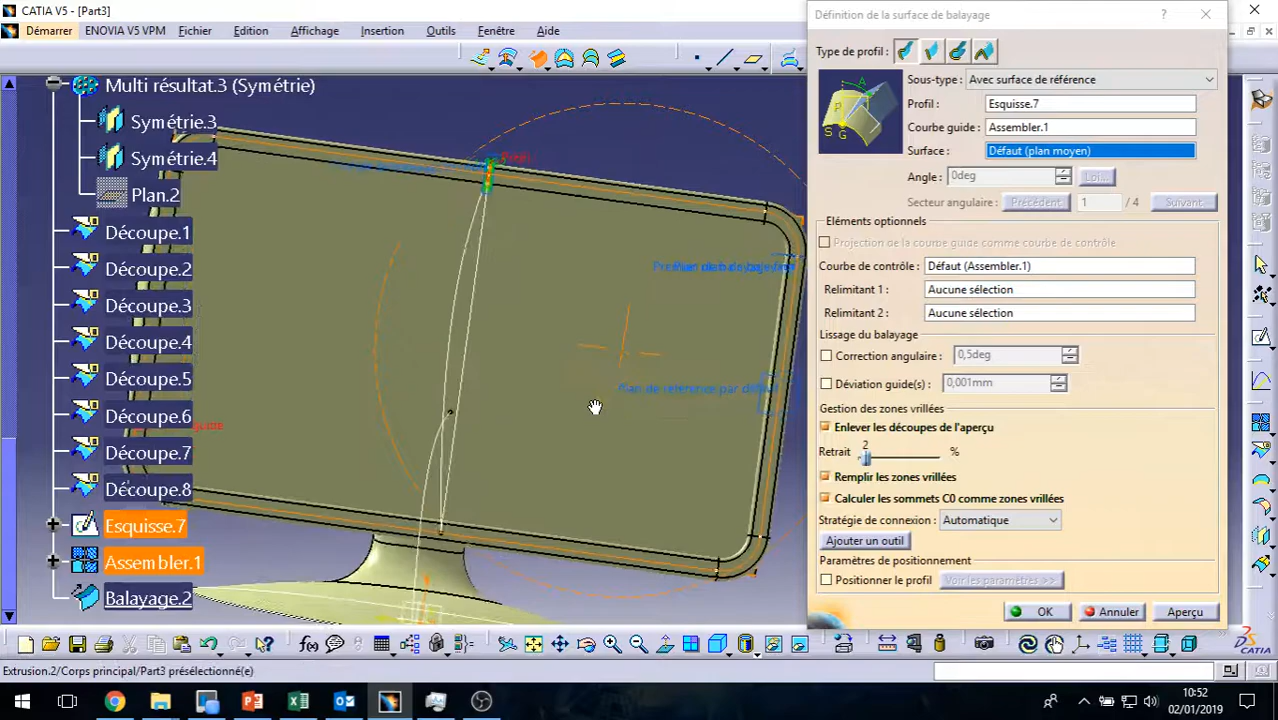 CATIA V5 - [Part3]
Démarrer ENOVIA V5 VPM Fichier Edition Affichage Insertion Outils Fenêtre Aide
Multi résultat.3 (Symétrie)
Symétrie.3
Symétrie.4
Plan.2
Découpe.1
Découpe.2
Découpe.3
Découpe.4
Découpe.5
Découpe.6
Découpe.7
Découpe.8
Esquisse.7
Assembler.1
Balayage.2
Plan de référence par défaut
Définition de la surface de balayage
Type de profil :
Sous-type : Avec surface de référence
Profil : Esquisse.7
Courbe guide : Assembler.1
Surface : Défaut (plan moyen)
Angle : 0deg Loi...
Secteur angulaire : Précédent 1 / 4 Suivant
Eléments optionnels
Projection de la courbe guide comme courbe de contrôle
Courbe de contrôle : Défaut (Assembler.1)
Relimitant 1 : Aucune sélection
Relimitant 2 : Aucune sélection
Lissage du balayage
Correction angulaire : 0,5deg
Déviation guide(s) : 0,001mm
Gestion des zones vrillées
Enlever les découpes de l'aperçu
Retrait 2 %
Remplir les zones vrillées
Calculer les sommets C0 comme zones vrillées
Stratégie de connexion : Automatique
Ajouter un outil
Paramètres de positionnement
Positionner le profil Voir les paramètres >>
OK Annuler Aperçu
Extrusion.2/Corps principal/Part3 présélectionné(e)
CATIA
10:52
02/01/2019